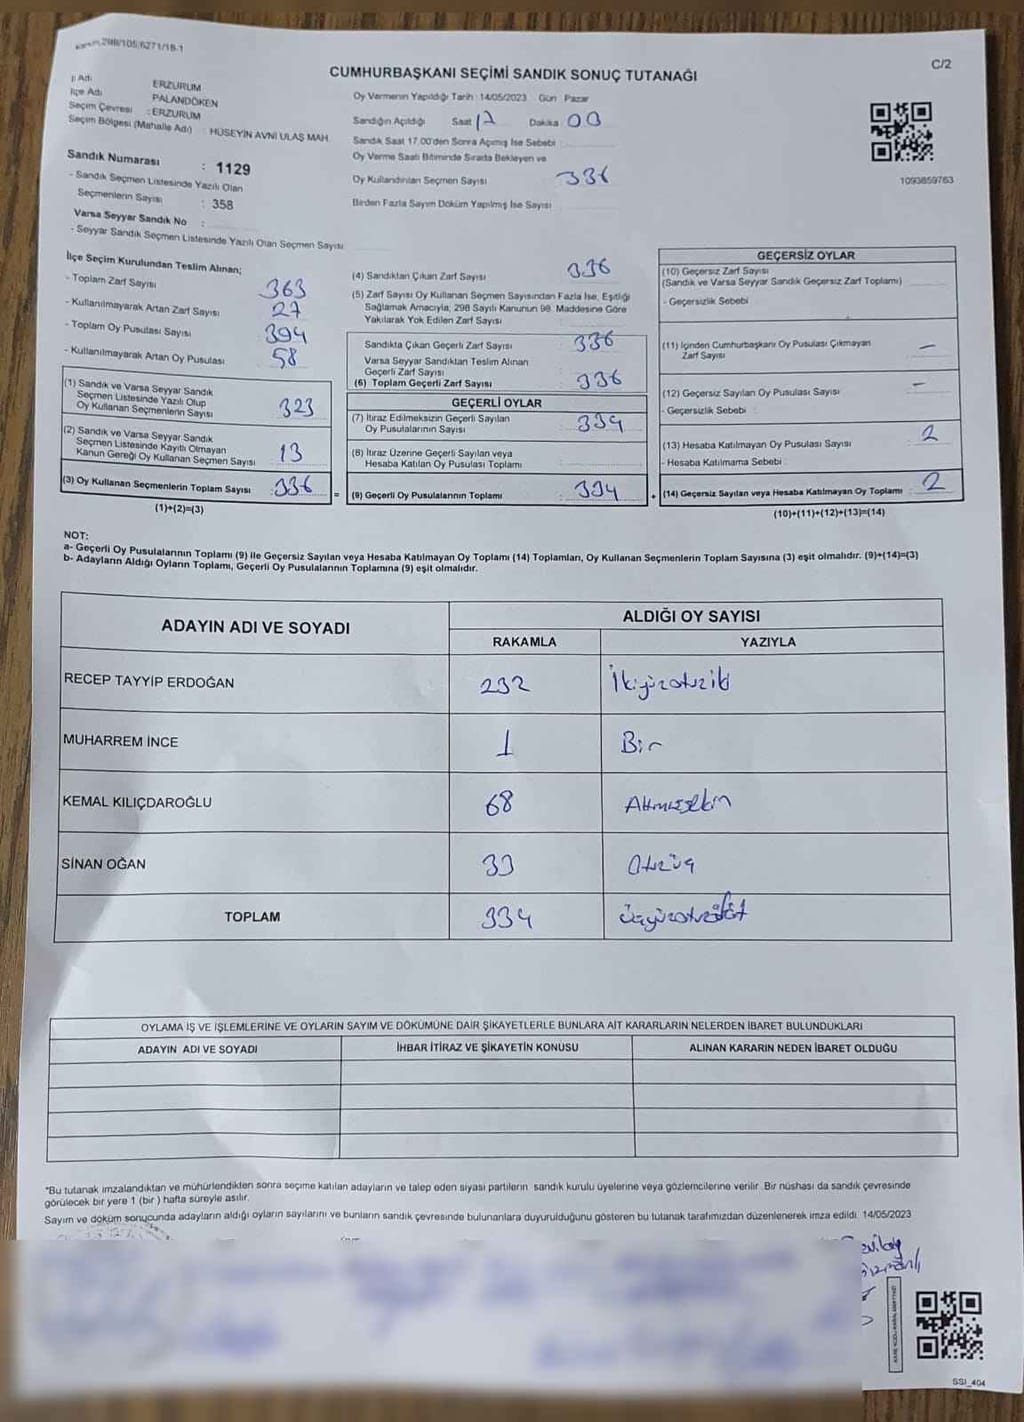 298/105/6271/18-1
C/2
CUMHURBAŞKANI SEÇİMİ SANDIK SONUÇ TUTANAĞI
İl Adı ERZURUM
İlçe Adı PALANDÖKEN
Seçim Çevresi : ERZURUM
Seçim Bölgesi (Mahalle Adı) : HÜSEYİN AVNİ ULAŞ MAH.
Oy Vermenin Yapıldığı Tarih : 14/05/2023 Gün Pazar
Sandığın Açıldığı Saat 17 Dakika 00
Sandık Saat 17.00'den Sonra Açılmış İse Sebebi
Oy Verme Saati Bitiminde Sırada Bekleyen ve
Oy Kullandırılan Seçmen Sayısı 336
Birden Fazla Sayım Döküm Yapılmış İse Sayısı
1093859763
Sandık Numarası : 1129
- Sandık Seçmen Listesinde Yazılı Olan
Seçmenlerin Sayısı : 358
Varsa Seyyar Sandık No :
- Seyyar Sandık Seçmen Listesinde Yazılı Olan Seçmen Sayısı
İlçe Seçim Kurulundan Teslim Alınan;
- Toplam Zarf Sayısı 363
- Kullanılmayarak Artan Zarf Sayısı 27
- Toplam Oy Pusulası Sayısı 394
- Kullanılmayarak Artan Oy Pusulası 58
(1) Sandık ve Varsa Seyyar Sandık
Seçmen Listesinde Yazılı Olup
Oy Kullanan Seçmenlerin Sayısı 323
(2) Sandık ve Varsa Seyyar Sandık
Seçmen Listesinde Kayıtlı Olmayan
Kanun Gereği Oy Kullanan Seçmen Sayısı 13
(3) Oy Kullanan Seçmenlerin Toplam Sayısı : 336 =
(1)+(2)=(3)
(4) Sandıktan Çıkan Zarf Sayısı 336
(5) Zarf Sayısı Oy Kullanan Seçmen Sayısından Fazla İse, Eşitliği
Sağlamak Amacıyla, 298 Sayılı Kanunun 98. Maddesine Göre
Yakılarak Yok Edilen Zarf Sayısı
Sandıkta Çıkan Geçerli Zarf Sayısı 336
Varsa Seyyar Sandıktan Teslim Alınan
Geçerli Zarf Sayısı
(6) Toplam Geçerli Zarf Sayısı 336
GEÇERLİ OYLAR
(7) İtiraz Edilmeksizin Geçerli Sayılan
Oy Pusulalarının Sayısı 334
(8) İtiraz Üzerine Geçerli Sayılan veya
Hesaba Katılan Oy Pusulası Toplamı
(9) Geçerli Oy Pusulalarının Toplamı 334 +
GEÇERSİZ OYLAR
(10) Geçersiz Zarf Sayısı
(Sandık ve Varsa Seyyar Sandık Geçersiz Zarf Toplamı)
- Geçersizlik Sebebi
(11) İçinden Cumhurbaşkanı Oy Pusulası Çıkmayan
Zarf Sayısı —
(12) Geçersiz Sayılan Oy Pusulası Sayısı —
- Geçersizlik Sebebi :
(13) Hesaba Katılmayan Oy Pusulası Sayısı 2
- Hesaba Katılmama Sebebi
(14) Geçersiz Sayılan veya Hesaba Katılmayan Oy Toplamı : 2
(10)+(11)+(12)+(13)=(14)
NOT:
a- Geçerli Oy Pusulalarının Toplamı (9) ile Geçersiz Sayılan veya Hesaba Katılmayan Oy Toplamı (14) Toplamları, Oy Kullanan Seçmenlerin Toplam Sayısına (3) eşit olmalıdır. (9)+(14)=(3)
b- Adayların Aldığı Oyların Toplamı, Geçerli Oy Pusulalarının Toplamına (9) eşit olmalıdır.
ADAYIN ADI VE SOYADI
ALDIĞI OY SAYISI
RAKAMLA YAZIYLA
RECEP TAYYİP ERDOĞAN 232 İkiyüzotuziki
MUHARREM İNCE 1 Bir
KEMAL KILIÇDAROĞLU 68 Altmışsekiz
SİNAN OĞAN 33 Otuzüç
TOPLAM 334 Üçyüzotuzdört
OYLAMA İŞ VE İŞLEMLERİNE VE OYLARIN SAYIM VE DÖKÜMÜNE DAİR ŞİKAYETLERLE BUNLARA AİT KARARLARIN NELERDEN İBARET BULUNDUKLARI
ADAYIN ADI VE SOYADI İHBAR İTİRAZ VE ŞİKAYETİN KONUSU ALINAN KARARIN NEDEN İBARET OLDUĞU
*Bu tutanak imzalandıktan ve mühürlendikten sonra seçime katılan adayların ve talep eden siyasi partilerin sandık kurulu üyelerine veya gözlemcilerine verilir. Bir nüshası da sandık çevresinde
görülecek bir yere 1 (bir) hafta süreyle asılır.
Sayım ve döküm sonucunda adayların aldığı oyların sayılarını ve bunların sandık çevresinde bulunanlara duyurulduğunu gösteren bu tutanak tarafımızdan düzenlenerek imza edildi. 14/05/2023
SSI_404